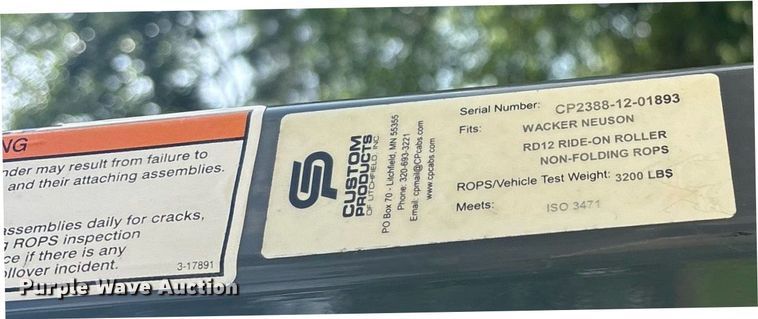 NG
nder may result from failure to
and their attaching assemblies.
assemblies daily for cracks,
ROPS inspection
ce if there is any
ollover incident.
3-17891
CP
CUSTOM
PRODUCTS
OF LITCHFIELD, INC.
PO Box 70 - Litchfield, MN 55355
Phone: 320-693-3221
Email: cpmail@CPcabs.com
www.cpcabs.com
Serial Number: CP2388-12-01893
Fits: WACKER NEUSON
RD12 RIDE-ON ROLLER
NON-FOLDING ROPS
ROPS/Vehicle Test Weight: 3200 LBS
Meets: ISO 3471
Purple Wave Auction